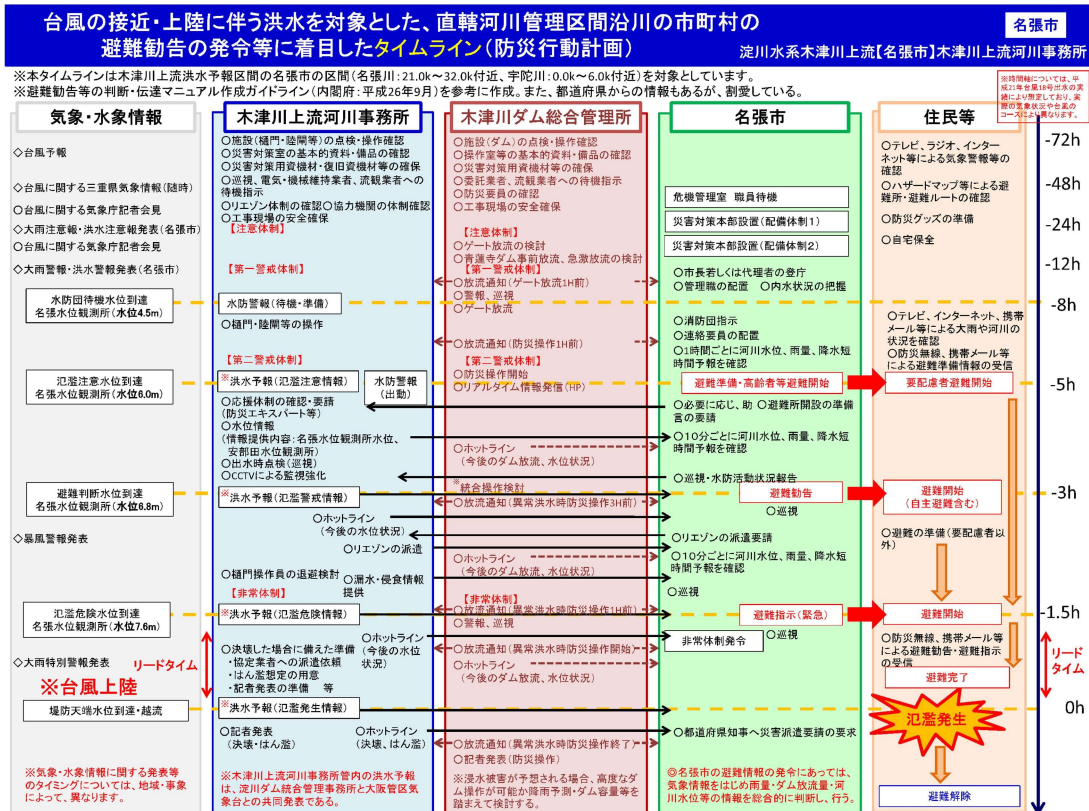 台風の接近・上陸に伴う洪水を対象とした、直轄河川管理区間沿川の市町村の
避難勧告の発令等に着目したタイムライン(防災行動計画)
名張市
淀川水系木津川上流【名張市】木津川上流河川事務所
※本タイムラインは木津川上流洪水予報区間の名張市の区間(名張川:21.0k～32.0k付近、宇陀川:0.0k～6.0k付近)を対象としています。
※避難勧告等の判断・伝達マニュアル作成ガイドライン(内閣府:平成26年9月)を参考に作成。また、都道府県からの情報もあるが、割愛している。
※時間軸については、平
成21年台風18号出水の実
績により想定しており、実
際の気象状況や台風の
コースにより異なります。
気象・水象情報
◇台風予報
◇台風に関する三重県気象情報(随時)
◇台風に関する気象庁記者会見
◇大雨注意報・洪水注意報発表(名張市)
◇台風に関する気象庁記者会見
◇大雨警報・洪水警報発表(名張市)
水防団待機水位到達
名張水位観測所(水位4.5m)
氾濫注意水位到達
名張水位観測所(水位6.0m)
避難判断水位到達
名張水位観測所(水位6.8m)
◇暴風警報発表
氾濫危険水位到達
名張水位観測所(水位7.6m)
◇大雨特別警報発表
リードタイム
※台風上陸
堤防天端水位到達・越流
※気象・水象情報に関する発表等
のタイミングについては、地域・事象
によって、異なります。
木津川上流河川事務所
○施設(樋門・陸閘等)の点検・操作確認
○災害対策室の基本的資料・備品の確認
○災害対策用資機材・復旧資機材等の確保
○巡視、電気・機械維持業者、流観業者への
待機指示
○リエゾン体制の確認○協力機関の体制確認
○工事現場の安全確保
【注意体制】
【第一警戒体制】
水防警報(待機・準備)
○樋門・陸閘等の操作
【第二警戒体制】
※洪水予報(氾濫注意情報)
水防警報
(出動)
○応援体制の確認・要請
(防災エキスパート等)
○水位情報
(情報提供内容:名張水位観測所水位、
安部田水位観測所)
○出水時点検(巡視)
○CCTVによる監視強化
※洪水予報(氾濫警戒情報)
○ホットライン
(今後の水位状況)
○リエゾンの派遣
○樋門操作員の退避検討
○漏水・侵食情報
提供
【非常体制】
※洪水予報(氾濫危険情報)
○ホットライン
(今後の水位
状況)
○決壊した場合に備えた準備
・協定業者への派遣依頼
・はん濫想定の用意
・記者発表の準備 等
※洪水予報(氾濫発生情報)
○記者発表
(決壊・はん濫)
○ホットライン
(決壊、はん濫)
※木津川上流河川事務所管内の洪水予報
は、淀川ダム統合管理事務所と大阪管区気
象台との共同発表である。
木津川ダム総合管理所
○施設(ダム)の点検・操作確認
○操作室等の基本的資料・備品の確認
○災害対策用資機材等の確保
○委託業者、流観業者への待機指示
○防災要員の確認
○工事現場の安全確保
【注意体制】
○ゲート放流の検討
○青蓮寺ダム事前放流、急激放流の検討
【第一警戒体制】
○放流通知(ゲート放流1H前)
○警報、巡視
○ゲート放流
○放流通知(防災操作1H前)
【第二警戒体制】
○防災操作開始
○リアルタイム情報発信(HP)
○ホットライン
(今後のダム放流、水位状況)
※
統合操作検討
○放流通知(異常洪水時防災操作3H前)
○ホットライン
(今後のダム放流、水位状況)
【非常体制】
○放流通知(異常洪水時防災操作1H前)
○警報、巡視
○放流通知(異常洪水時防災操作開始)
○ホットライン
(今後のダム放流、水位状況)
○放流通知(異常洪水時防災操作終了)
○記者発表(防災操作)
※浸水被害が予想される場合、高度なダ
ム操作が可能か降雨予測・ダム容量等を
踏まえて検討する。
名張市
危機管理室 職員待機
災害対策本部設置(配備体制1)
災害対策本部設置(配備体制2)
○市長若しくは代理者の登庁
○管理職の配置 ○内水状況の把握
○消防団指示
○連絡要員の配置
○1時間ごとに河川水位、雨量、降水短
時間予報を確認
避難準備・高齢者等避難開始
○必要に応じ、助
言の要請
○避難所開設の準備
○10分ごとに河川水位、雨量、降水短
時間予報を確認
○巡視・水防活動状況報告
避難勧告
○巡視
○リエゾンの派遣要請
○10分ごとに河川水位、雨量、降水短
時間予報を確認
○巡視
避難指示(緊急)
○巡視
非常体制発令
○都道府県知事へ災害派遣要請の要求
◎名張市の避難情報の発令にあっては、
気象情報をはじめ雨量・ダム放流量・河
川水位等の情報を総合的に判断し、行う。
住民等
○テレビ、ラジオ、インター
ネット等による気象警報等の
確認
○ハザードマップ等による避
難所・避難ルートの確認
○防災グッズの準備
○自宅保全
○テレビ、インターネット、携帯
メール等による大雨や河川の
状況を確認
○防災無線、携帯メール等
による避難準備情報の受信
要配慮者避難開始
避難開始
(自主避難含む)
○避難の準備(要配慮者以
外)
避難開始
○防災無線、携帯メール等
による避難勧告・避難指示
の受信
避難完了
氾濫発生
避難解除
-72h
-48h
-24h
-12h
-8h
-5h
-3h
-1.5h
リード
タイム
0h